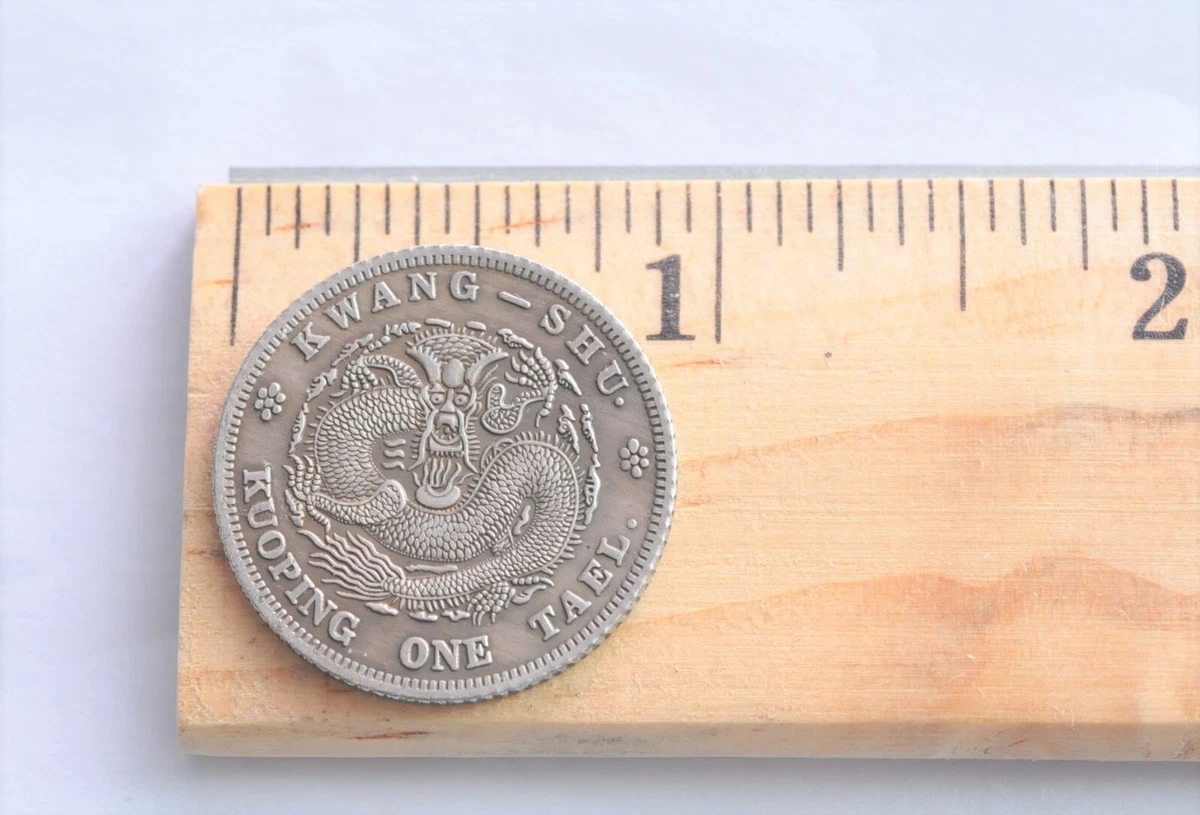 KWANG—SHU.
KUOPING ONE TAEL.
1
2